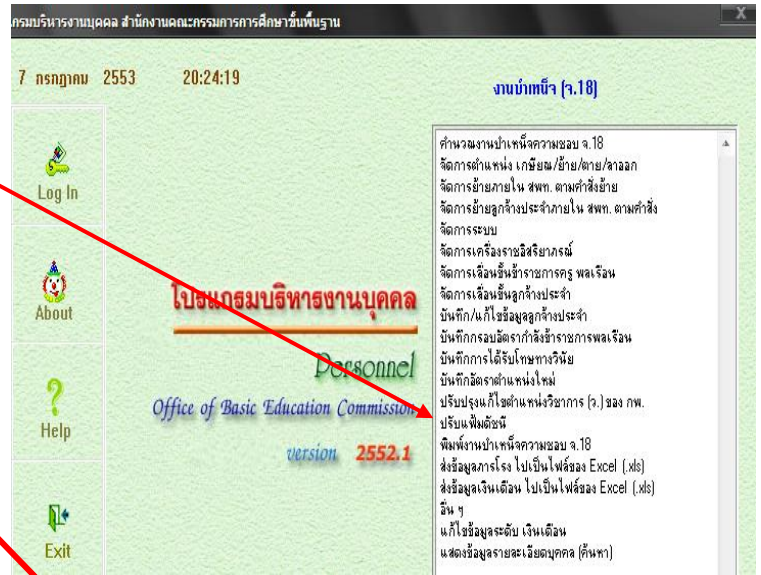 กรมบริหารงานบุคคล สำนักงานคณะกรรมการการศึกษาขั้นพื้นฐาน
X
7 กรกฎาคม 2553 20:24:19
งานบำเหน็จ (จ.18)
Log In
About
Help
Exit
โปรแกรมบริหารงานบุคคล
Personnel
Office of Basic Education Commission
version 2552.1
คำนวณงานบำเหน็จความชอบ จ.18
จัดการตำแหน่ง เกษียณ/ย้าย/ตาย/ลาออก
จัดการย้ายภายใน สพท. ตามคำสั่งย้าย
จัดการย้ายลูกจ้างประจำภายใน สพท. ตามคำสั่ง
จัดการระบบ
จัดการเครื่องราชอิสริยาภรณ์
จัดการเลื่อนขั้นข้าราชการครู พลเรือน
จัดการเลื่อนขั้นลูกจ้างประจำ
บันทึก/แก้ไขข้อมูลลูกจ้างประจำ
บันทึกกรอบอัตรากำลังข้าราชการพลเรือน
บันทึกการได้รับโทษทางวินัย
บันทึกอัตราตำแหน่งใหม่
ปรับปรุงแก้ไขตำแหน่งวิชาการ (ว.) ของ กพ.
ปรับแฟ้มดัชนี
พิมพ์งานบำเหน็จความชอบ จ.18
ส่งข้อมูลภารโรง ไปเป็นไฟล์ของ Excel (.xls)
ส่งข้อมูลเงินเดือน ไปเป็นไฟล์ของ Excel (.xls)
อื่น ๆ
แก้ไขข้อมูลระดับ เงินเดือน
แสดงข้อมูลรายละเอียดบุคคล (ค้นหา)